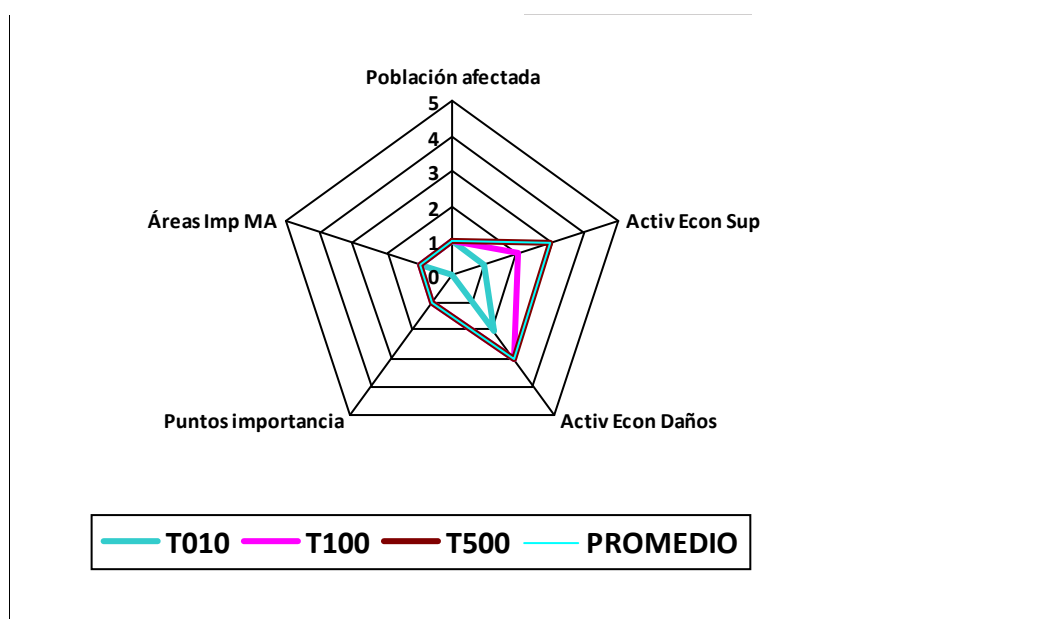 Población afectada
5
4
3
2
1
0
Áreas Imp MA
Activ Econ Sup
Puntos importancia
Activ Econ Daños
T010 T100 T500 PROMEDIO